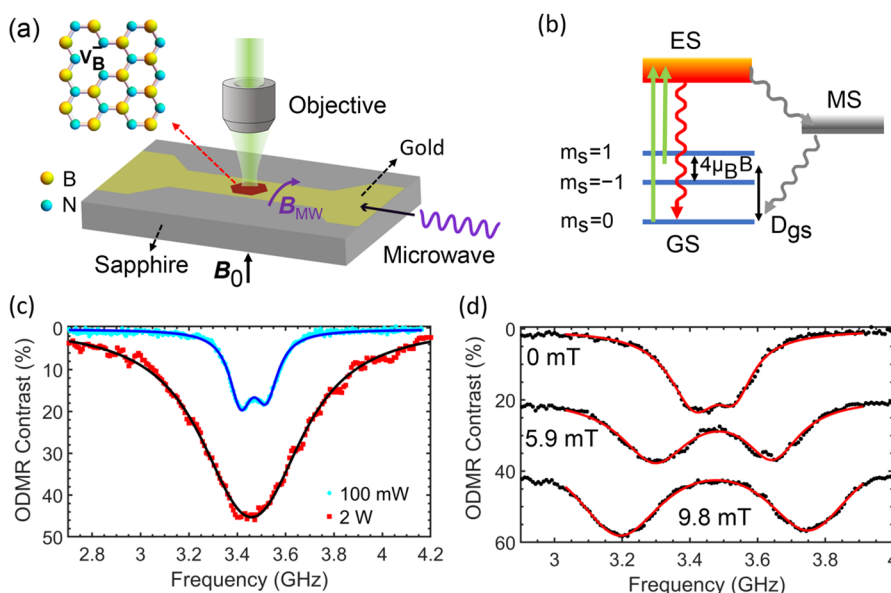 (a)
V_B^-
Objective
Gold
B
N
B_MW
Sapphire
B_0
Microwave
(b)
ES
MS
m_s=1
4μ_B B
m_s=−1
m_s=0
GS
D_gs
(c)
ODMR Contrast (%)
0
10
20
30
40
50
100 mW
2 W
2.8 3 3.2 3.4 3.6 3.8 4 4.2
Frequency (GHz)
(d)
ODMR Contrast (%)
0
20
40
60
0 mT
5.9 mT
9.8 mT
3 3.2 3.4 3.6 3.8 4
Frequency (GHz)